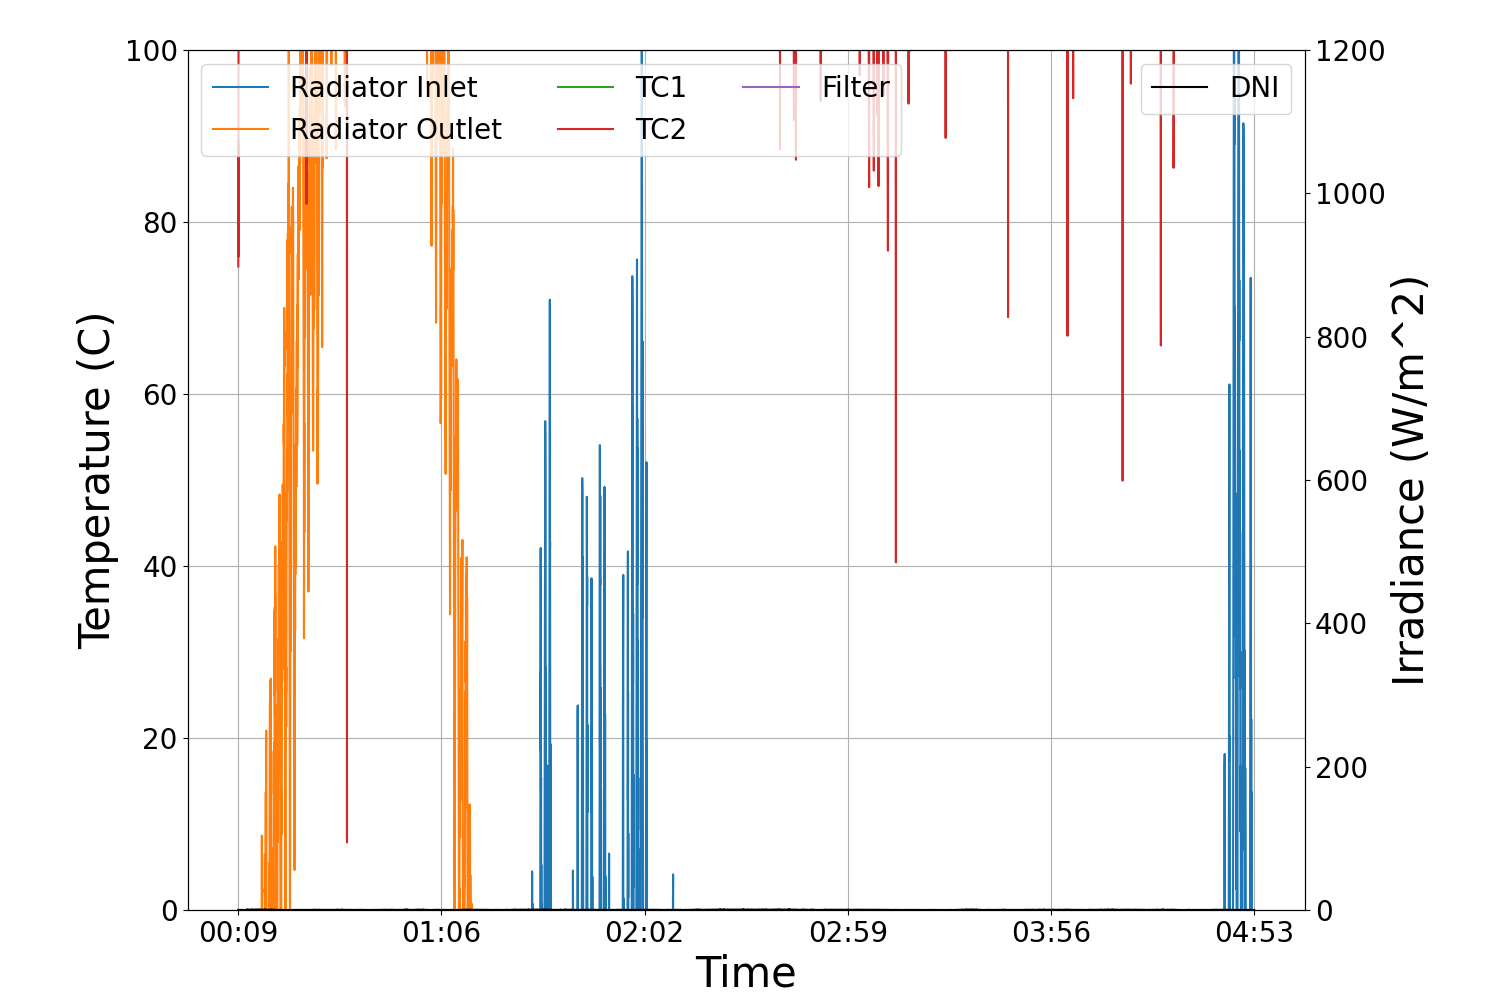 100
80
60
40
20
0
Temperature (C)
Radiator Inlet
Radiator Outlet
TC1
TC2
Filter
DNI
1200
1000
800
600
400
200
0
Irradiance (W/m^2)
00:09
01:06
02:02
02:59
03:56
04:53
Time